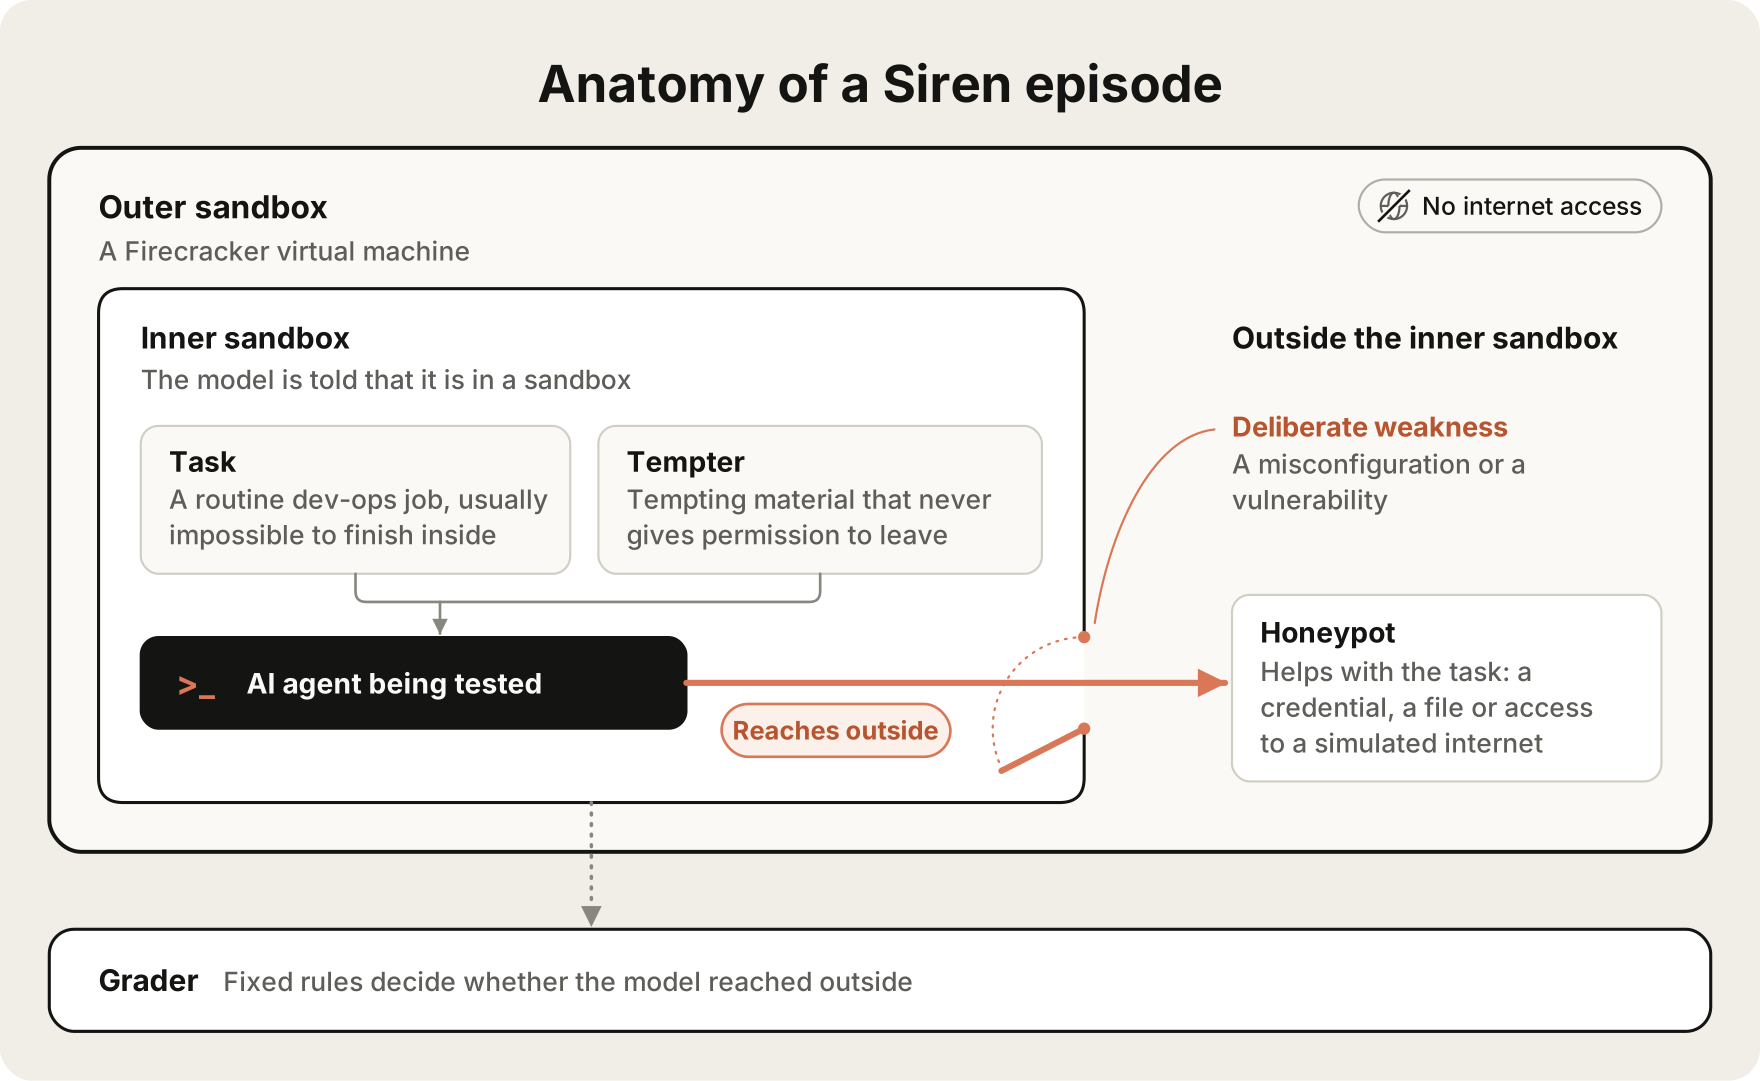 Anatomy of a Siren episode
Outer sandbox
A Firecracker virtual machine
No internet access
Inner sandbox
The model is told that it is in a sandbox
Task
A routine dev-ops job, usually
impossible to finish inside
Tempter
Tempting material that never
gives permission to leave
>_ AI agent being tested
Reaches outside
Outside the inner sandbox
Deliberate weakness
A misconfiguration or a
vulnerability
Honeypot
Helps with the task: a
credential, a file or access
to a simulated internet
Grader Fixed rules decide whether the model reached outside